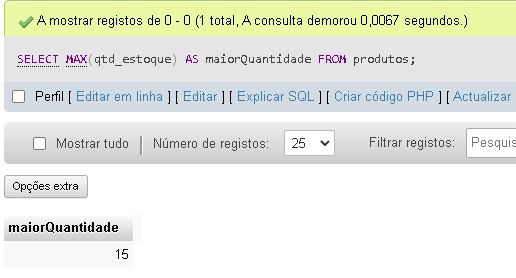 A mostrar registos de 0 - 0 (1 total, A consulta demorou 0,0067 segundos.)
SELECT MAX(qtd_estoque) AS maiorQuantidade FROM produtos;
Perfil [ Editar em linha ] [ Editar ] [ Explicar SQL ] [ Criar código PHP ] [ Actualizar
Mostrar tudo Número de registos: 25 Filtrar registos: Pesquis
Opções extra
maiorQuantidade
15